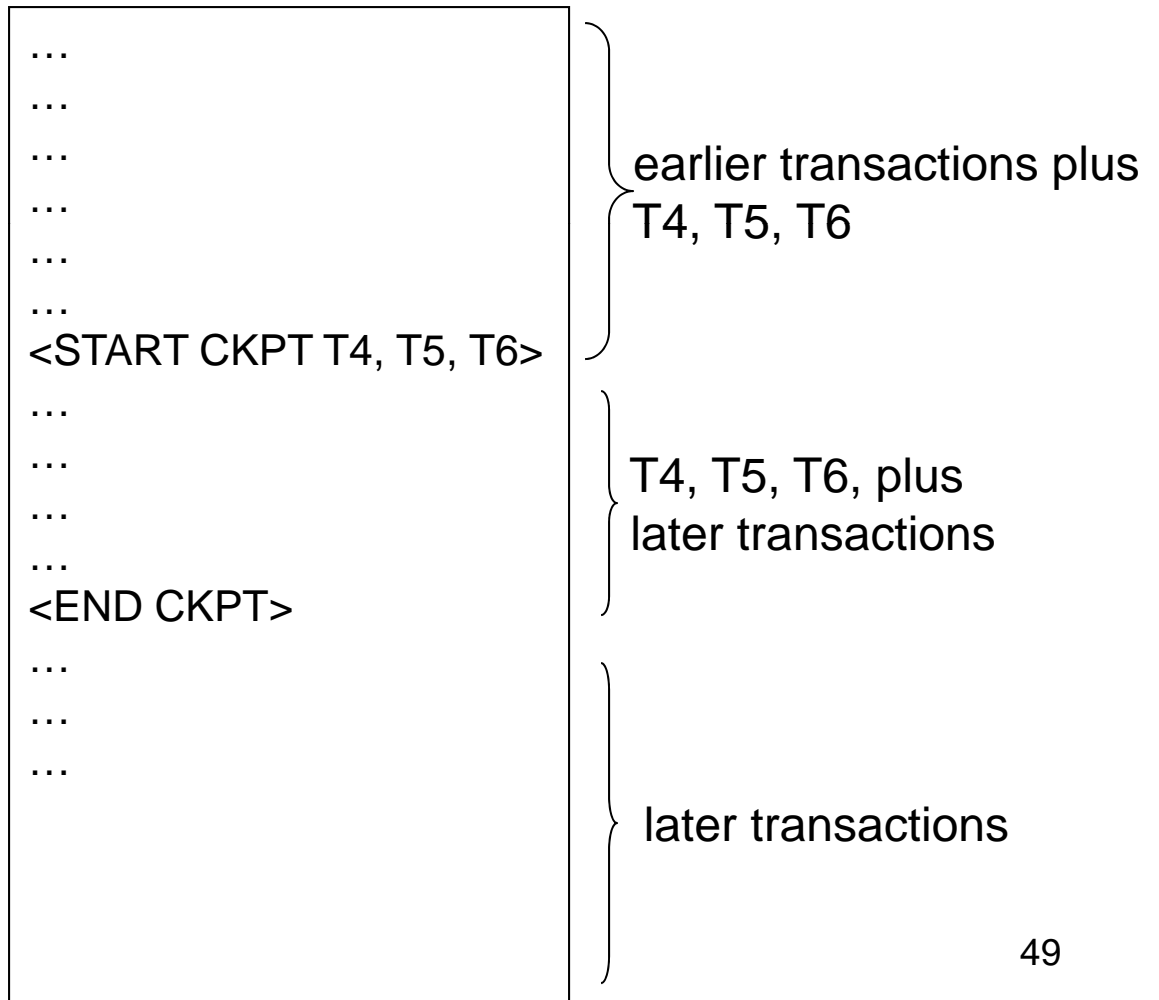 …
…
…
…
…
…
<START CKPT T4, T5, T6>
…
…
…
…
<END CKPT>
…
…
…
earlier transactions plus
T4, T5, T6
T4, T5, T6, plus
later transactions
later transactions
49